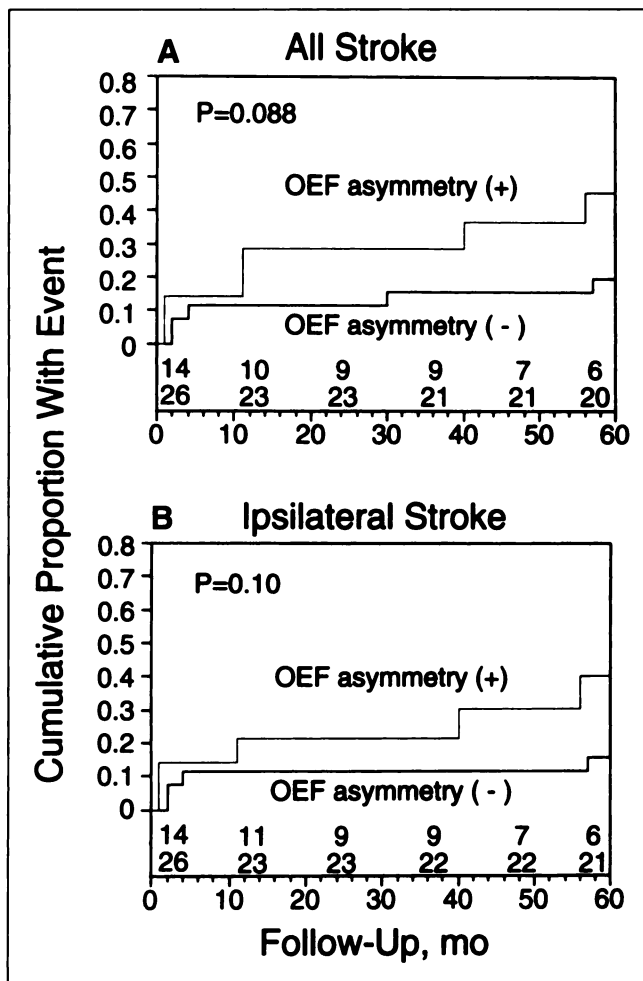 A All Stroke
0.8
P=0.088
0.7
0.6
0.5
OEF asymmetry (+)
0.4
0.3
0.2
0.1
OEF asymmetry ( - )
0
14 10 9 9 7 6
26 23 23 21 21 20
0 10 20 30 40 50 60
B Ipsilateral Stroke
0.8
P=0.10
0.7
0.6
0.5
0.4
OEF asymmetry (+)
0.3
0.2
0.1
OEF asymmetry ( - )
0
14 11 9 9 7 6
26 23 23 22 22 21
0 10 20 30 40 50 60
Follow-Up, mo
Cumulative Proportion With Event